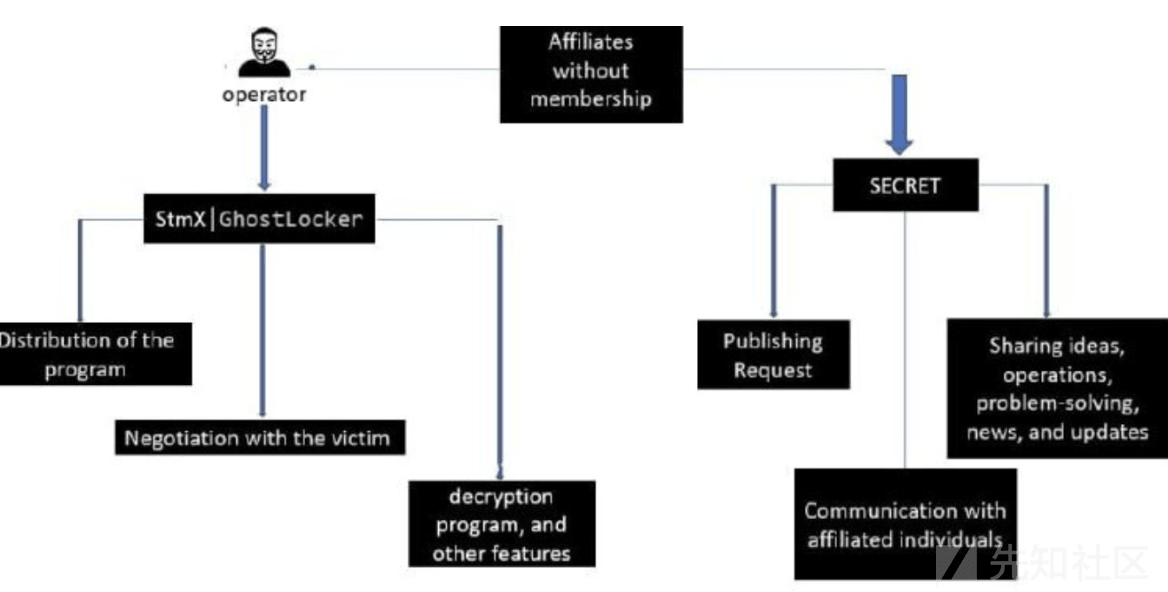 Affiliates
without
membership
operator
SECRET
StmX|GhostLocker
Distribution of the
program
Publishing
Request
Sharing ideas,
operations,
problem-solving,
news, and updates
Negotiation with the victim
decryption
program, and
other features
Communication with
affiliated individuals
先知社区